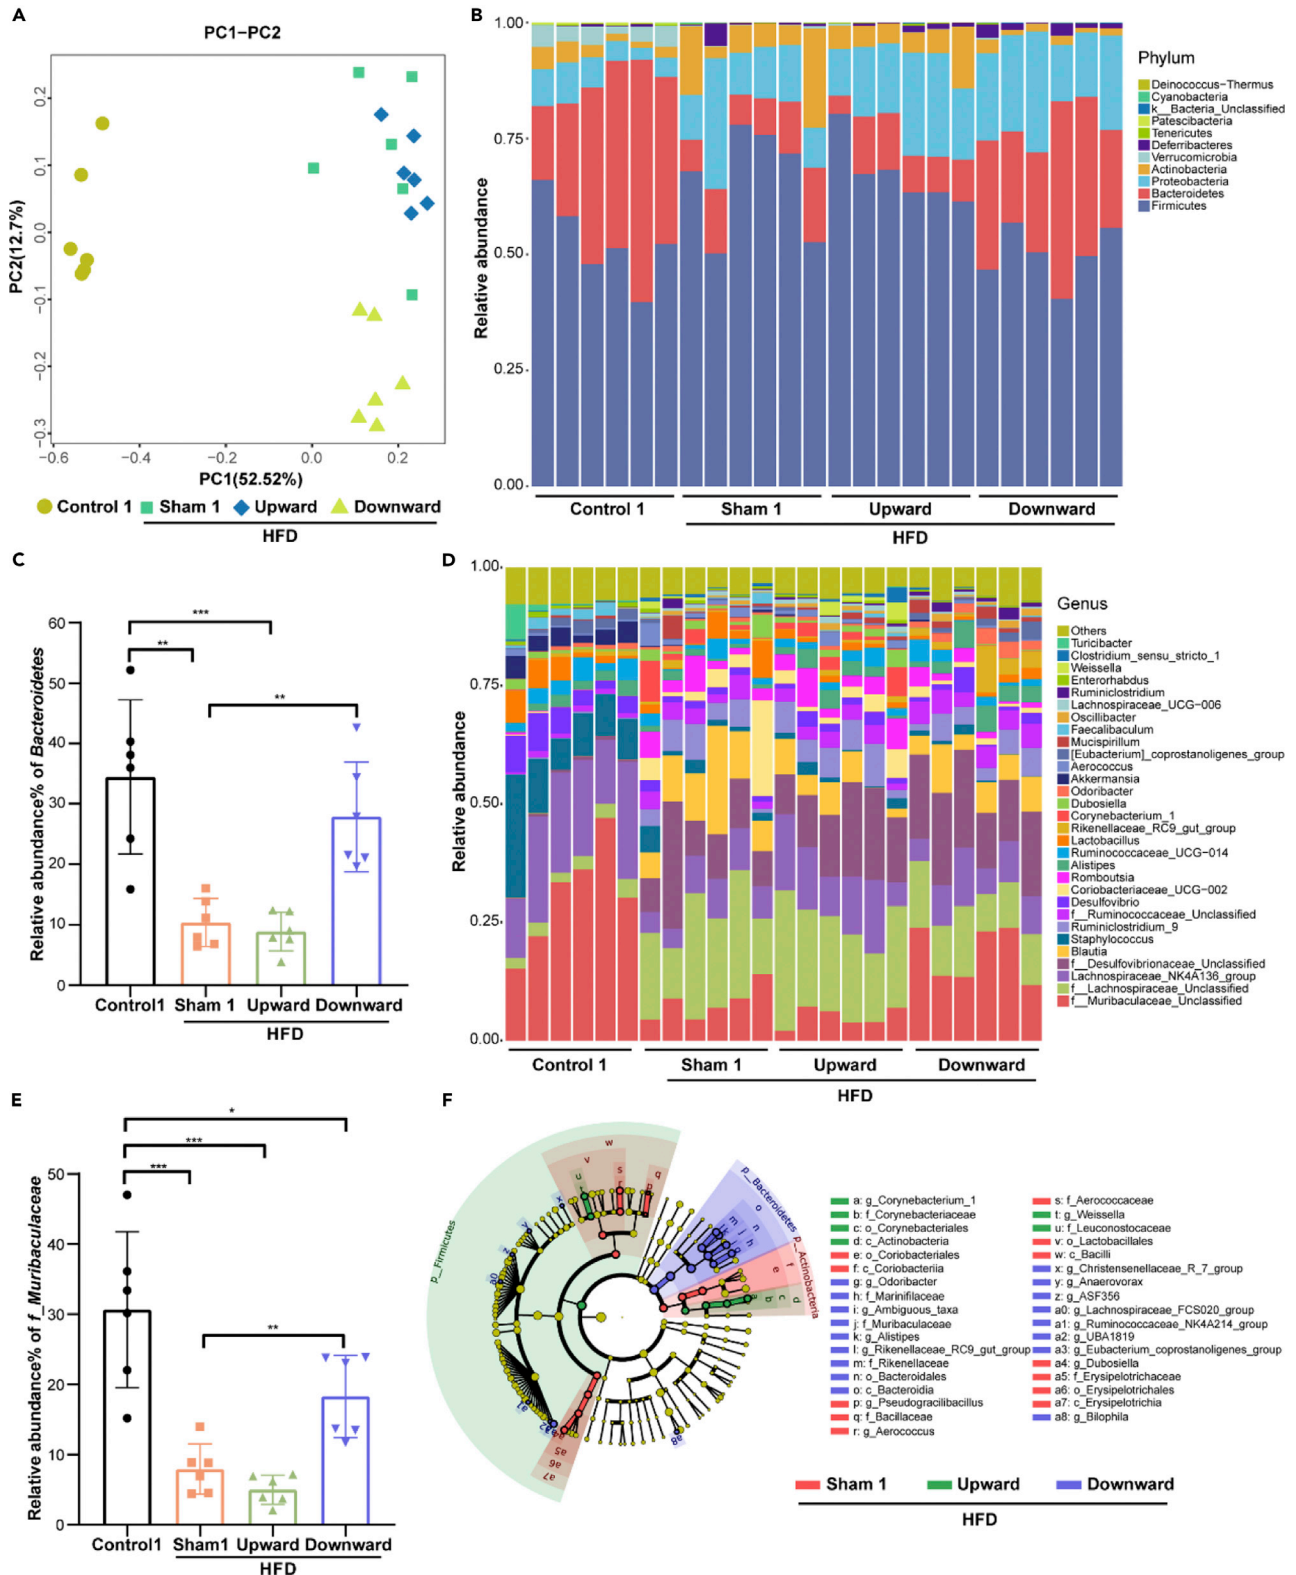 A
PC1−PC2
PC2(12.7%)
0.2
0.1
0.0
−0.1
−0.2
−0.3
−0.6
−0.4
−0.2
0.0
0.2
PC1(52.52%)
Control 1
Sham 1
Upward
Downward
HFD
B
Relative abundance
1.00
0.75
0.50
0.25
0.00
Control 1
Sham 1
Upward
Downward
HFD
Phylum
Deinococcus−Thermus
Cyanobacteria
k__Bacteria_Unclassified
Patescibacteria
Tenericutes
Deferribacteres
Verrucomicrobia
Actinobacteria
Proteobacteria
Bacteroidetes
Firmicutes
C
Relative abundance% of Bacteroidetes
60
50
40
30
20
10
0
***
**
**
Control1
Sham 1
Upward
Downward
HFD
D
Relative abundance
1.00
0.75
0.50
0.25
0.00
Control 1
Sham 1
Upward
Downward
HFD
Genus
Others
Turicibacter
Clostridium_sensu_stricto_1
Weissella
Enterorhabdus
Ruminiclostridium
Lachnospiraceae_UCG−006
Oscillibacter
Faecalibaculum
Mucispirillum
[Eubacterium]_coprostanoligenes_group
Aerococcus
Akkermansia
Odoribacter
Dubosiella
Corynebacterium_1
Rikenellaceae_RC9_gut_group
Lactobacillus
Ruminococcaceae_UCG−014
Alistipes
Romboutsia
Coriobacteriaceae_UCG−002
Desulfovibrio
f__Ruminococcaceae_Unclassified
Ruminiclostridium_9
Staphylococcus
Blautia
f__Desulfovibrionaceae_Unclassified
Lachnospiraceae_NK4A136_group
f__Lachnospiraceae_Unclassified
f__Muribaculaceae_Unclassified
E
Relative abundance% of f_Muribaculaceae
50
40
30
20
10
0
*
***
***
**
Control1
Sham1
Upward
Downward
HFD
F
p__Firmicutes
p__Bacteroidetes
p__Actinobacteria
w
v
u
s
q
x
y
z
a0
a1
a2
a5
a6
a7
a8
o
n
m
j
h
f
e
d
c
b
a: g_Corynebacterium_1
b: f_Corynebacteriaceae
c: o_Corynebacteriales
d: c_Actinobacteria
e: o_Coriobacteriales
f: c_Coriobacteriia
g: g_Odoribacter
h: f_Marinifilaceae
i: g_Ambiguous_taxa
j: f_Muribaculaceae
k: g_Alistipes
l: g_Rikenellaceae_RC9_gut_group
m: f_Rikenellaceae
n: o_Bacteroidales
o: c_Bacteroidia
p: g_Pseudogracilibacillus
q: f_Bacillaceae
r: g_Aerococcus
s: f_Aerococcaceae
t: g_Weissella
u: f_Leuconostocaceae
v: o_Lactobacillales
w: c_Bacilli
x: g_Christensenellaceae_R_7_group
y: g_Anaerovorax
z: g_ASF356
a0: g_Lachnospiraceae_FCS020_group
a1: g_Ruminococcaceae_NK4A214_group
a2: g_UBA1819
a3: g_Eubacterium_coprostanoligenes_group
a4: g_Dubosiella
a5: f_Erysipelotrichaceae
a6: o_Erysipelotrichales
a7: c_Erysipelotrichia
a8: g_Bilophila
Sham 1
Upward
Downward
HFD